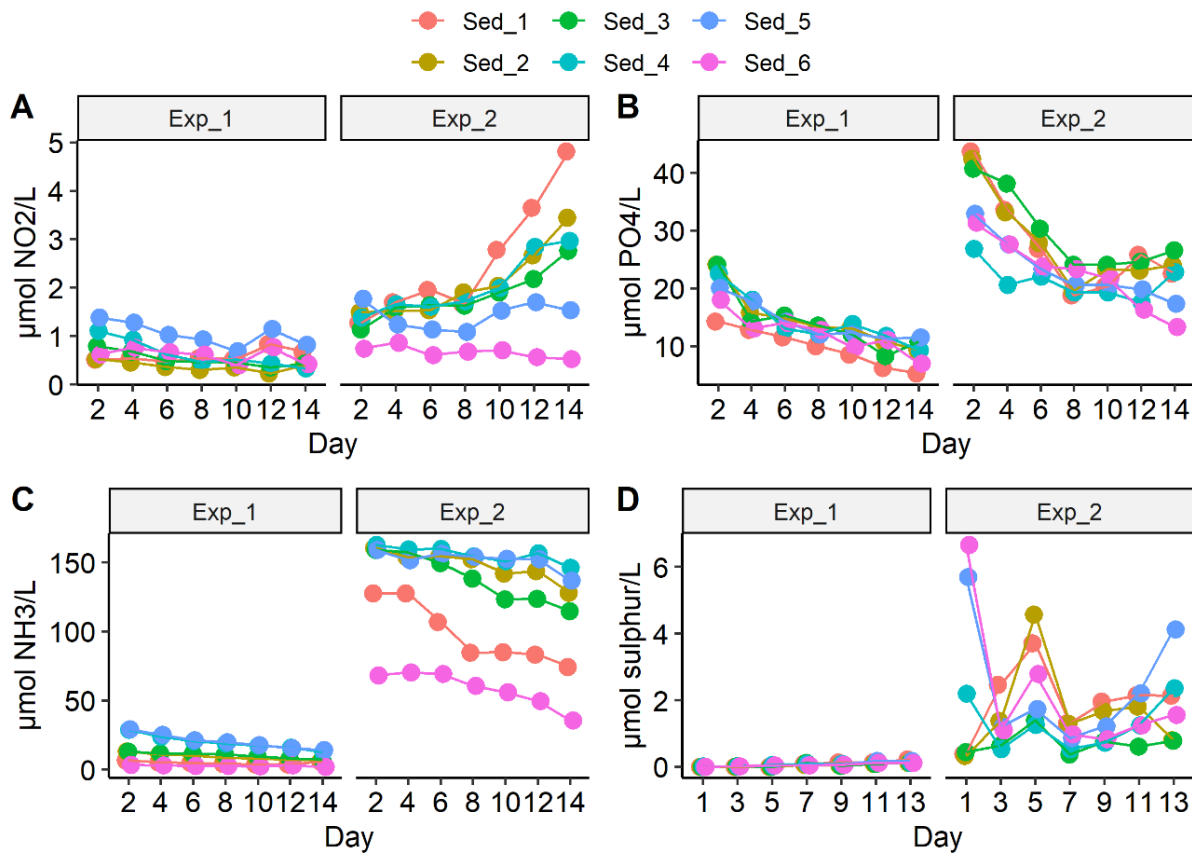 Sed_1 Sed_3 Sed_5
Sed_2 Sed_4 Sed_6
A
Exp_1 Exp_2
µmol NO2/L
5
4
3
2
1
0
2 4 6 8 10 12 14 2 4 6 8 10 12 14
Day
B
Exp_1 Exp_2
µmol PO4/L
40
30
20
10
2 4 6 8 10 12 14 2 4 6 8 10 12 14
Day
C
Exp_1 Exp_2
µmol NH3/L
150
100
50
0
2 4 6 8 10 12 14 2 4 6 8 10 12 14
Day
D
Exp_1 Exp_2
µmol sulphur/L
6
4
2
0
1 3 5 7 9 11 13 1 3 5 7 9 11 13
Day